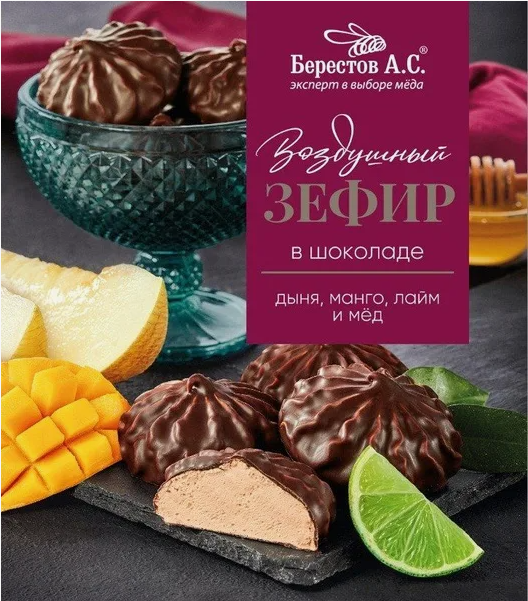 Берестов А.С.®
эксперт в выборе мёда
Воздушный
ЗЕФИР
в шоколаде
дыня, манго, лайм
и мёд